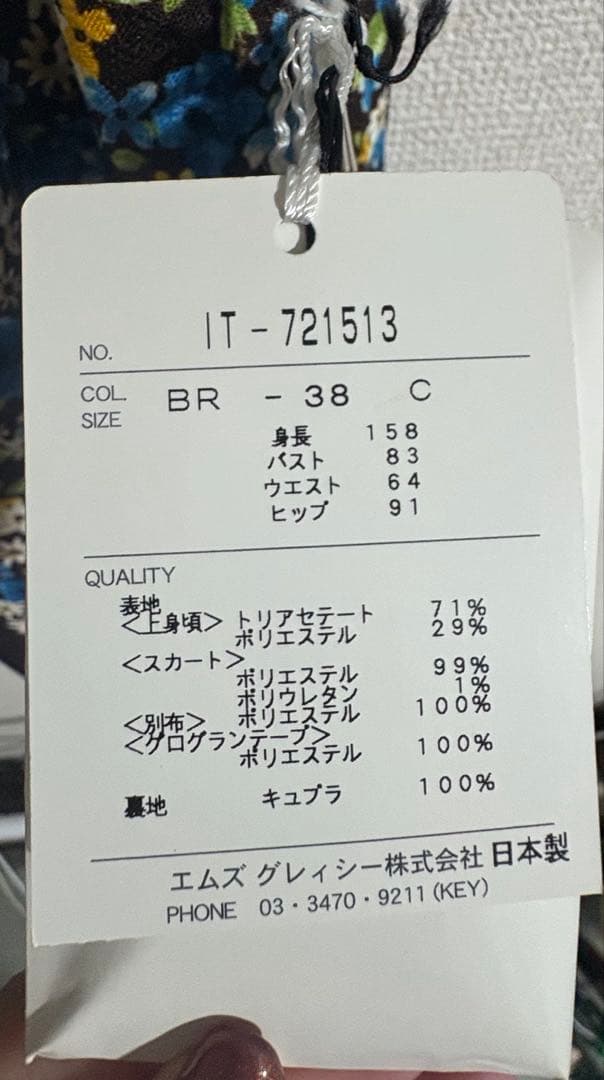 NO. IT-721513
COL. BR - 38 C
SIZE
身長 158
バスト 83
ウエスト 64
ヒップ 91
QUALITY
表地
<上身頃> トリアセテート 71%
ポリエステル 29%
<スカート>
ポリエステル 99%
ポリウレタン 1%
<別布> ポリエステル 100%
<グログランテープ>
ポリエステル 100%
裏地 キュプラ 100%
エムズ グレィシー株式会社 日本製
PHONE 03・3470・9211(KEY)